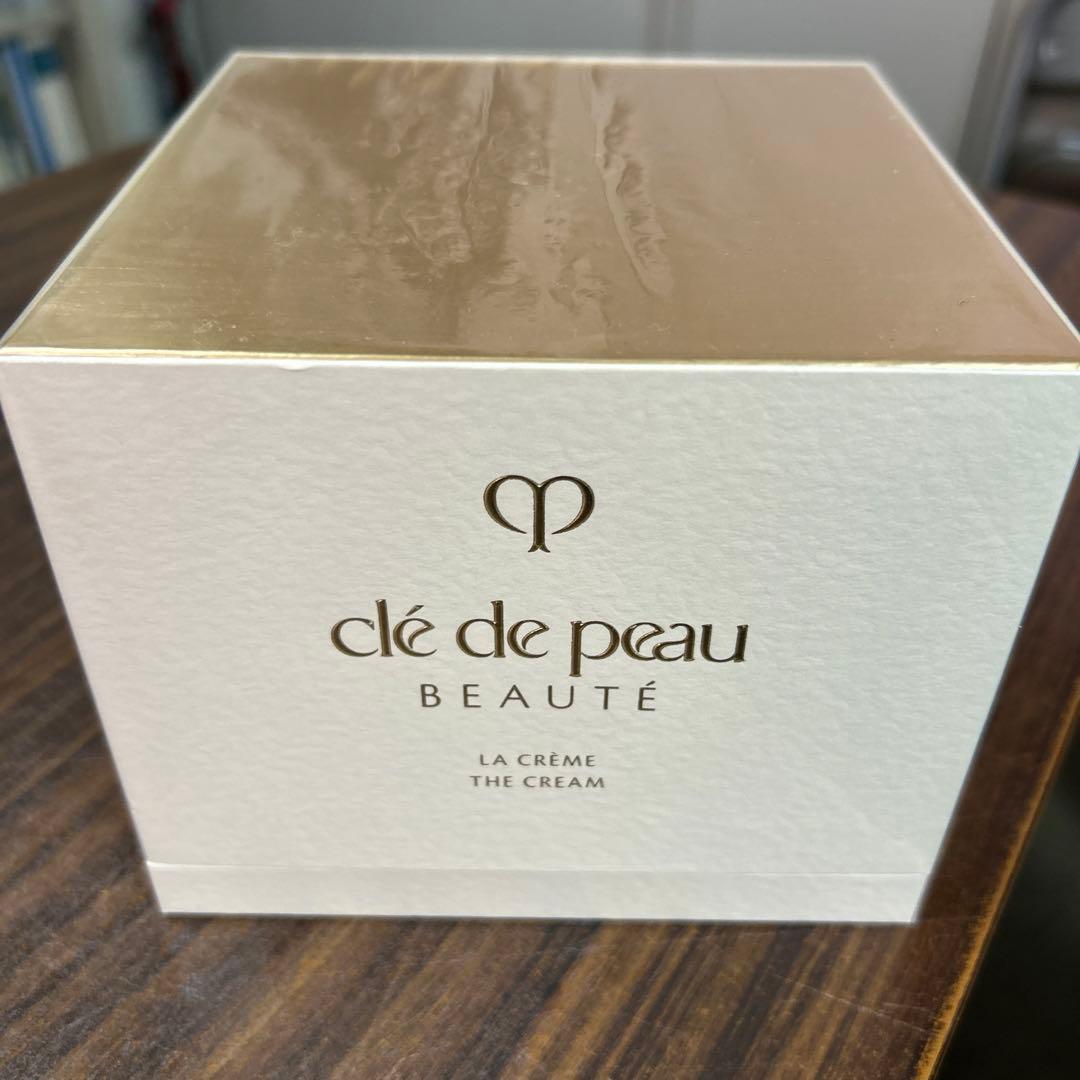 clé de peau
BEAUTÉ
LA CRÈME
THE CREAM